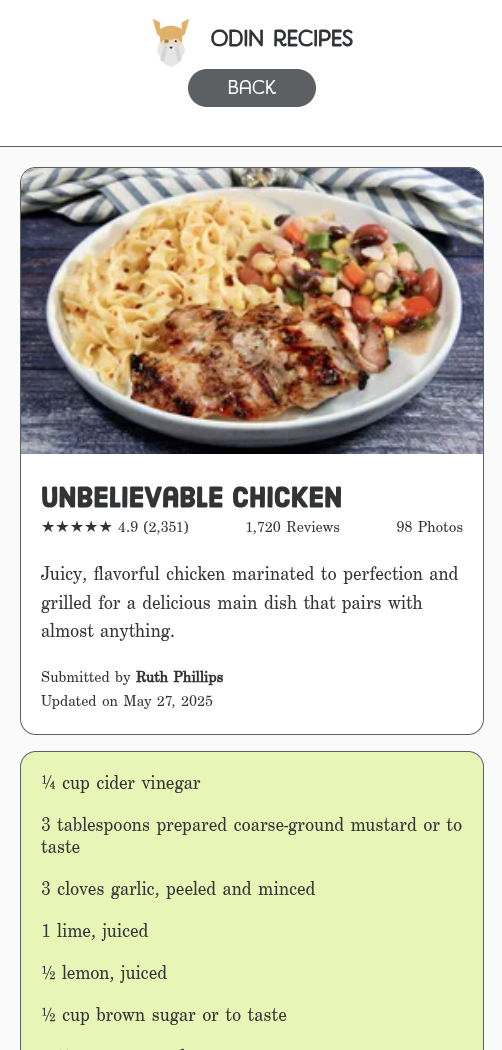 ODIN RECIPES
BACK
UNBELIEVABLE CHICKEN
★★★★★ 4.9 (2,351) 1,720 Reviews 98 Photos
Juicy, flavorful chicken marinated to perfection and
grilled for a delicious main dish that pairs with
almost anything.
Submitted by Ruth Phillips
Updated on May 27, 2025
¼ cup cider vinegar
3 tablespoons prepared coarse-ground mustard or to
taste
3 cloves garlic, peeled and minced
1 lime, juiced
½ lemon, juiced
½ cup brown sugar or to taste